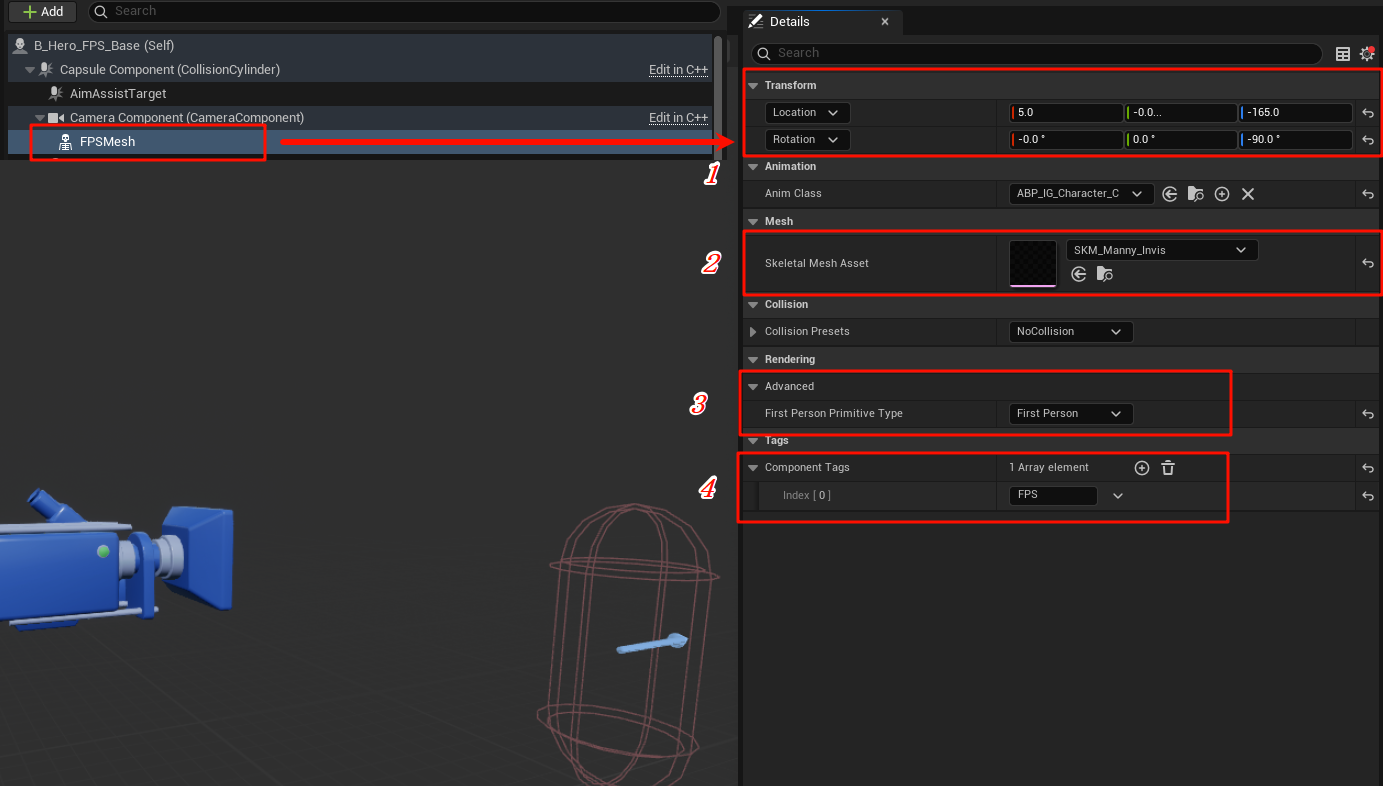 Add
Search
B_Hero_FPS_Base (Self)
Capsule Component (CollisionCylinder) Edit in C++
AimAssistTarget
Camera Component (CameraComponent) Edit in C++
FPSMesh
1
2
3
4
Details
Search
Transform
Location 5.0 -0.0... -165.0
Rotation -0.0 ° 0.0 ° -90.0 °
Animation
Anim Class ABP_IG_Character_C
Mesh
Skeletal Mesh Asset SKM_Manny_Invis
Collision
Collision Presets NoCollision
Rendering
Advanced
First Person Primitive Type First Person
Tags
Component Tags 1 Array element
Index [ 0 ] FPS